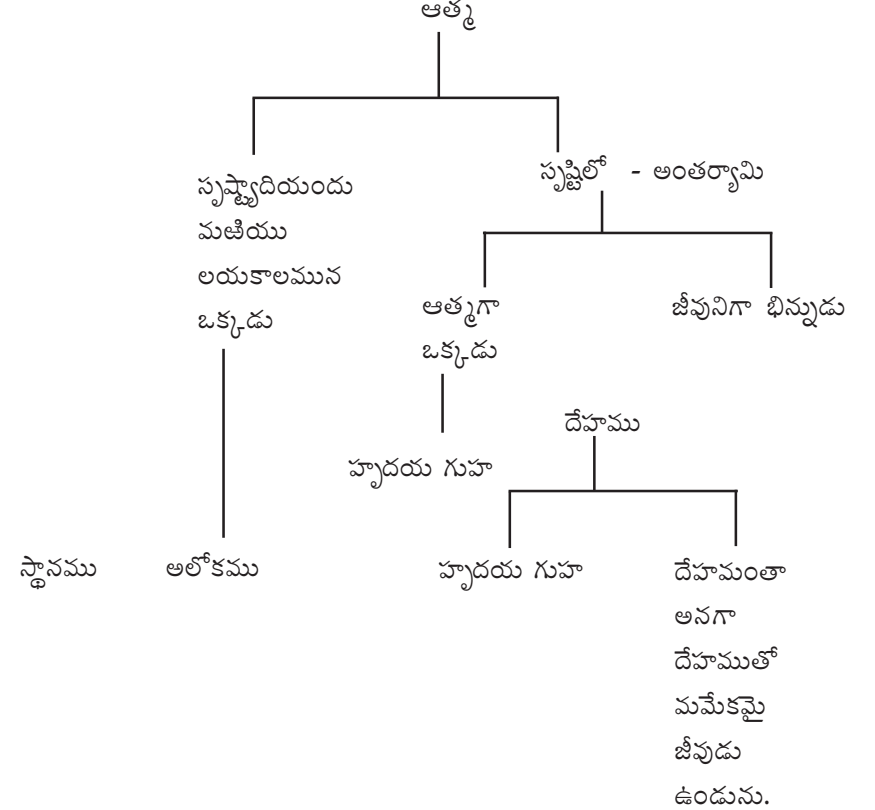 ఆత్మ
సృష్ట్యాదియందు
మఱియు
లయకాలమున
ఒక్కడు
సృష్టిలో - అంతర్యామి
ఆత్మగా
ఒక్కడు
జీవునిగా భిన్నుడు
హృదయ గుహ
దేహము
స్థానము
అలోకము
హృదయ గుహ
దేహమంతా
అనగా
దేహముతో
మమేకమై
జీవుడు
ఉండును.